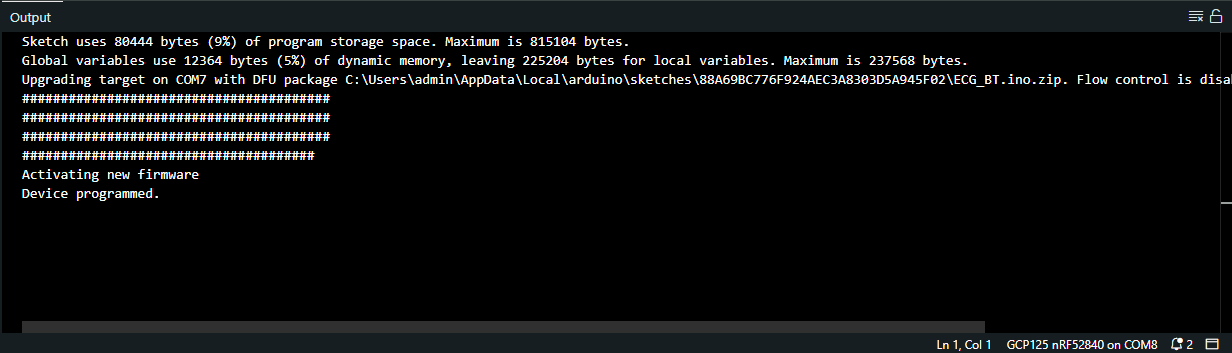 Output
Sketch uses 80444 bytes (9%) of program storage space. Maximum is 815104 bytes.
Global variables use 12364 bytes (5%) of dynamic memory, leaving 225204 bytes for local variables. Maximum is 237568 bytes.
Upgrading target on COM7 with DFU package C:\Users\admin\AppData\Local\arduino\sketches\88A69BC776F924AEC3A8303D5A945F02\ECG_BT.ino.zip. Flow control is disab
########################################
########################################
########################################
######################################
Activating new firmware
Device programmed.
Ln 1, Col 1 GCP125 nRF52840 on COM8 2